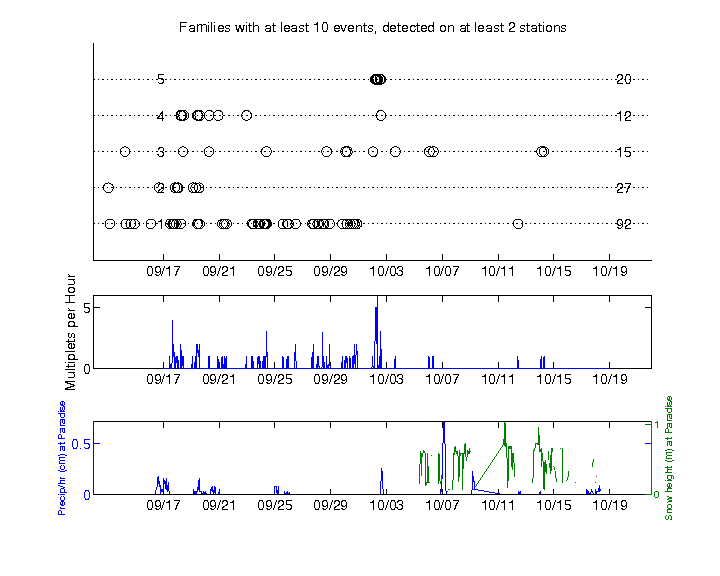 Families with at least 10 events, detected on at least 2 stations
5 20
4 12
3 15
2 27
1 92
09/17 09/21 09/25 09/29 10/03 10/07 10/11 10/15 10/19
Multiplets per Hour
5
0
09/17 09/21 09/25 09/29 10/03 10/07 10/11 10/15 10/19
Precip/hr (cm) at Paradise
0.5
0
1
0
Snow height (m) at Paradise
09/17 09/21 09/25 09/29 10/03 10/07 10/11 10/15 10/19